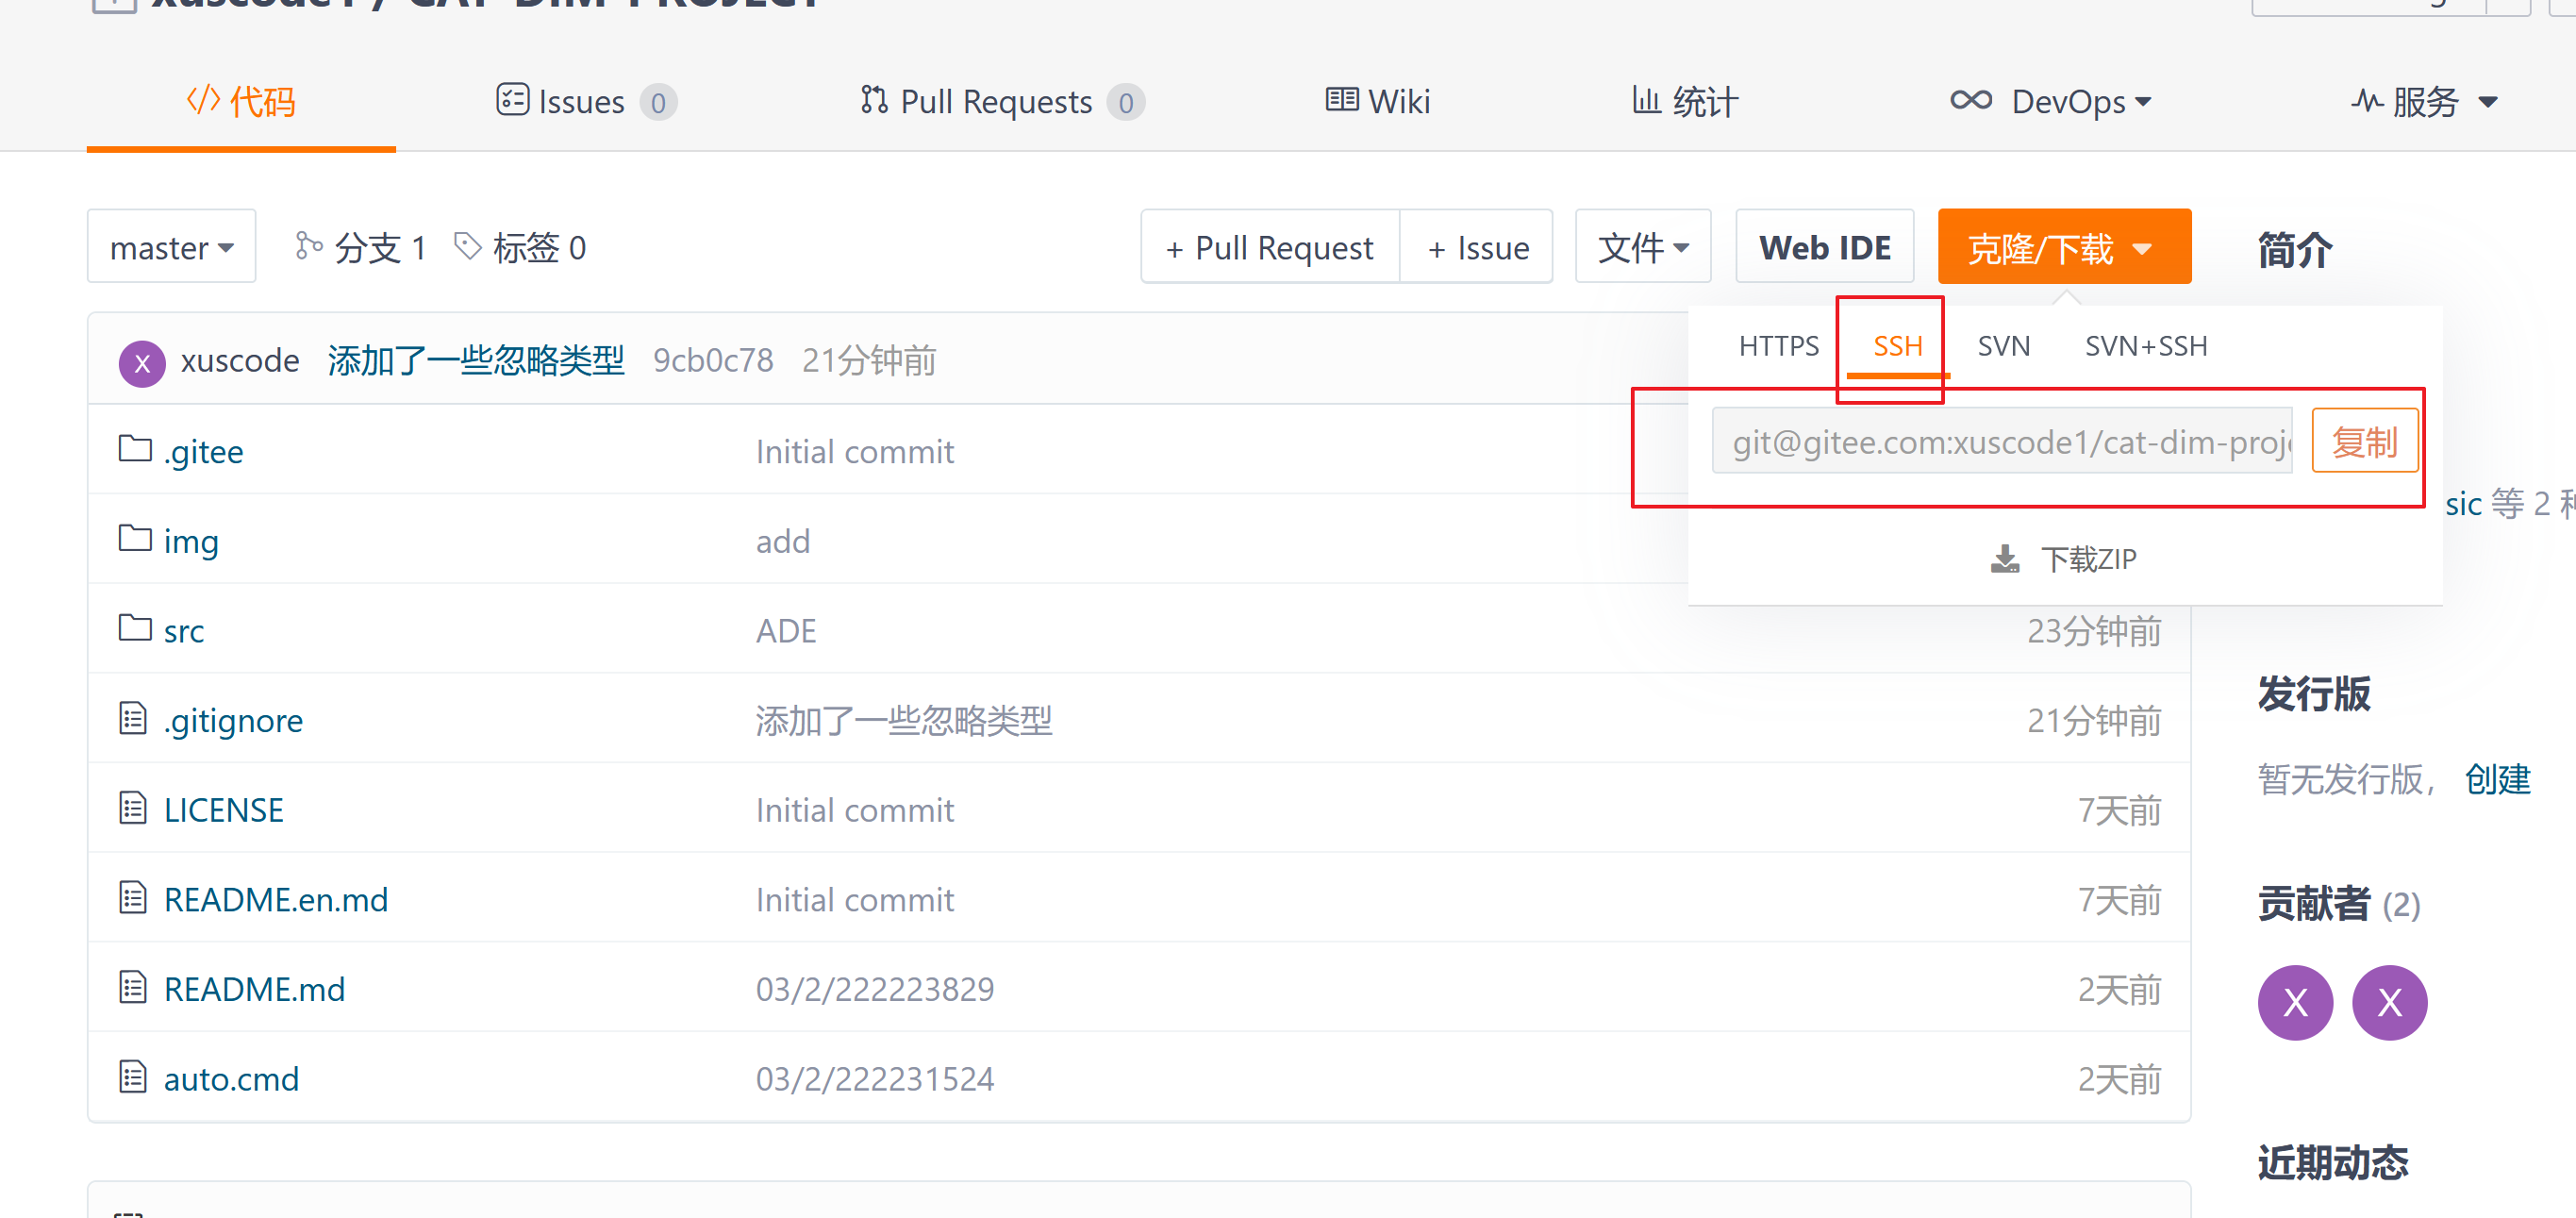 xuscode1 / CAT-DIM-PROJECT
代码 Issues 0 Pull Requests 0 Wiki 统计 DevOps 服务
master 分支 1 标签 0 + Pull Request + Issue 文件 Web IDE 克隆/下载 简介
HTTPS SSH SVN SVN+SSH
X xuscode 添加了一些忽略类型 9cb0c78 21分钟前
git@gitee.com:xuscode1/cat-dim-proj 复制
.gitee Initial commit
sic 等 2
img add
下载ZIP
src ADE 23分钟前
发行版
.gitignore 添加了一些忽略类型 21分钟前
暂无发行版, 创建
LICENSE Initial commit 7天前
README.en.md Initial commit 7天前
贡献者 (2)
README.md 03/2/222223829 2天前
X X
auto.cmd 03/2/222231524 2天前
近期动态